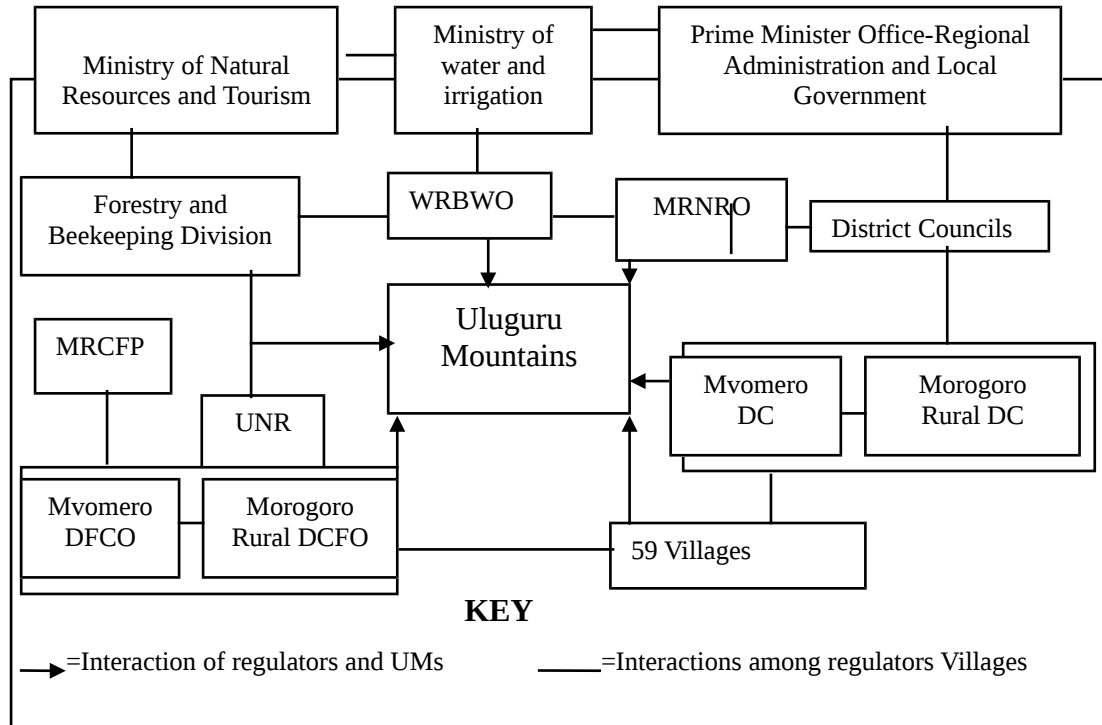 Ministry of Natural
Resources and Tourism
Ministry of
water and
irrigation
Prime Minister Office-Regional
Administration and Local
Government
Forestry and
Beekeeping Division
WRBWO
MRNRO
District Councils
Uluguru
Mountains
MRCFP
UNR
Mvomero
DC
Morogoro
Rural DC
Mvomero
DFCO
Morogoro
Rural DCFO
59 Villages
KEY
=Interaction of regulators and UMs
=Interactions among regulators Villages